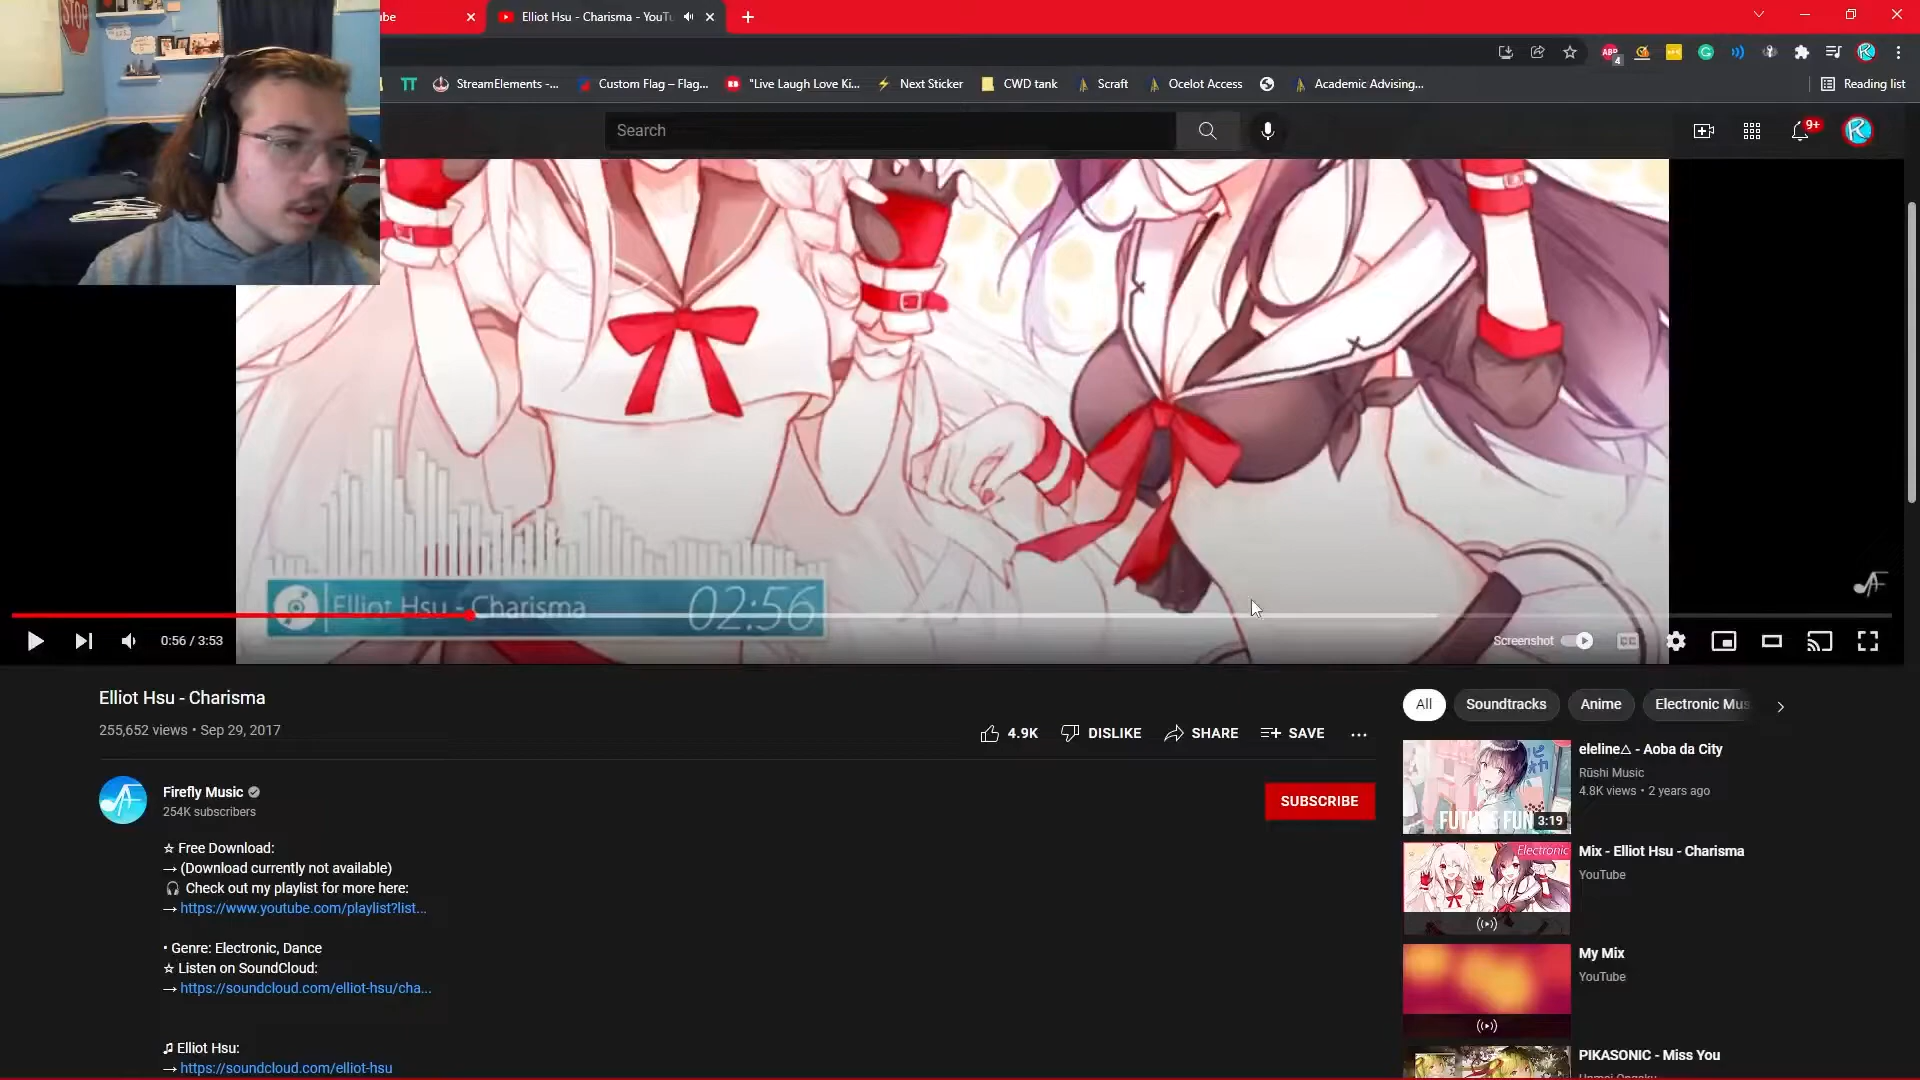 STOP
be
Elliot Hsu - Charisma - YouTu
4
StreamElements -...
Custom Flag – Flag...
"Live Laugh Love Ki...
Next Sticker
CWD tank
Scraft
Ocelot Access
Academic Advising...
Reading list
Search
9+
Elliot Hsu - Charisma
02:56
0:56 / 3:53
Screenshot
Elliot Hsu - Charisma
255,652 views • Sep 29, 2017
4.9K
DISLIKE
SHARE
SAVE
Firefly Music
254K subscribers
SUBSCRIBE
☆ Free Download:
→ (Download currently not available)
🎧 Check out my playlist for more here:
→ https://www.youtube.com/playlist?list...
• Genre: Electronic, Dance
☆ Listen on SoundCloud:
→ https://soundcloud.com/elliot-hsu/cha...
♫ Elliot Hsu:
→ https://soundcloud.com/elliot-hsu
All
Soundtracks
Anime
Electronic Mus
eleline△ - Aoba da City
Rūshi Music
4.8K views • 2 years ago
3:19
Mix - Elliot Hsu - Charisma
YouTube
Electronic
My Mix
YouTube
PIKASONIC - Miss You